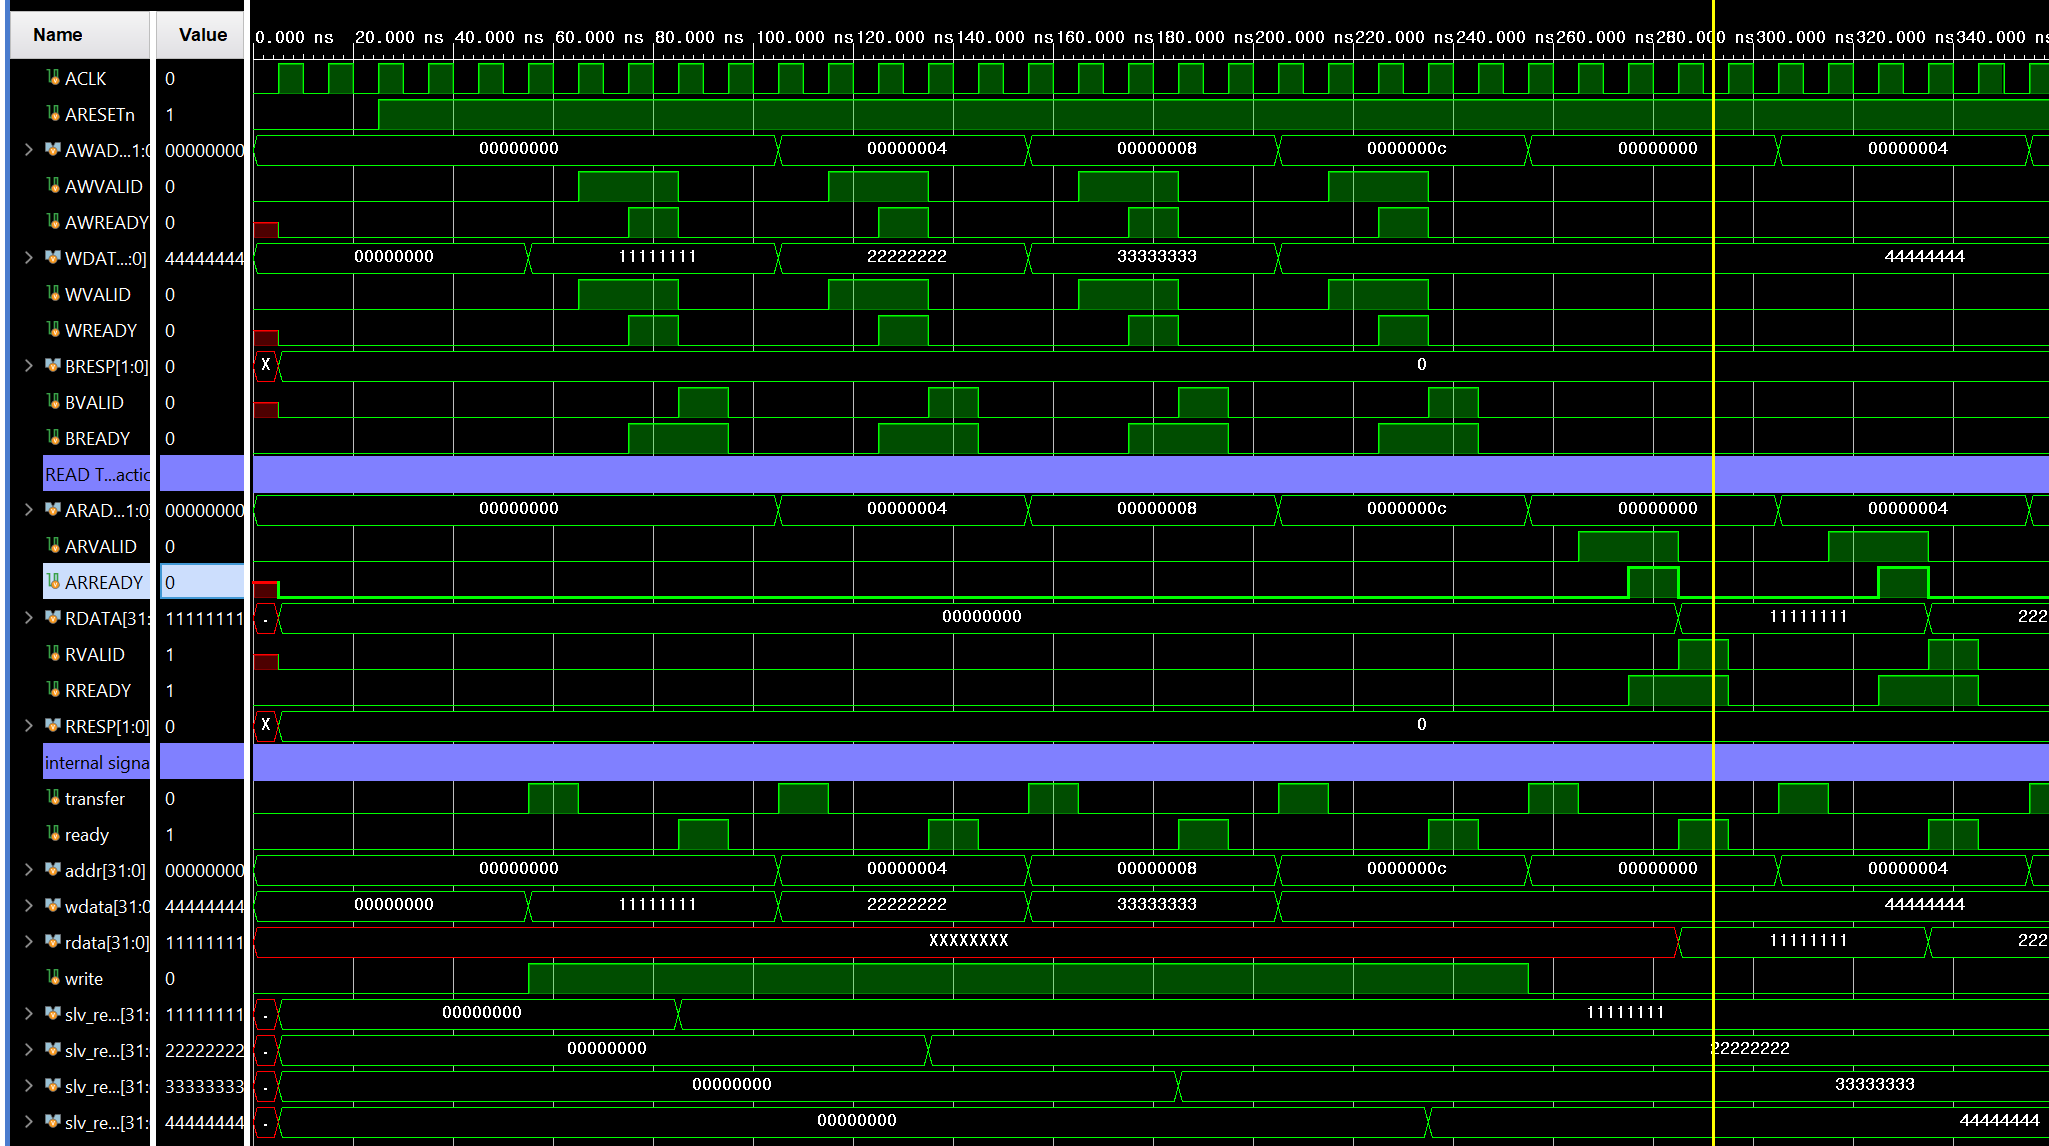 Name Value 0.000 ns 20.000 ns 40.000 ns 60.000 ns 80.000 ns 100.000 ns 120.000 ns 140.000 ns 160.000 ns 180.000 ns 200.000 ns 220.000 ns 240.000 ns 260.000 ns 280.000 ns 300.000 ns 320.000 ns 340.000 ns
ACLK 0
ARESETn 1
AWAD...1:0 00000000 00000000 00000004 00000008 0000000c 00000000 00000004
AWVALID 0
AWREADY 0
WDAT...:0] 44444444 00000000 11111111 22222222 33333333 44444444
WVALID 0
WREADY 0
BRESP[1:0] 0 X 0
BVALID 0
BREADY 0
READ T...actic
ARAD...1:0] 00000000 00000000 00000004 00000008 0000000c 00000000 00000004
ARVALID 0
ARREADY 0
RDATA[31: 11111111 . 00000000 11111111 222
RVALID 1
RREADY 1
RRESP[1:0] 0 X 0
internal signa
transfer 0
ready 1
addr[31:0] 00000000 00000000 00000004 00000008 0000000c 00000000 00000004
wdata[31:0 44444444 00000000 11111111 22222222 33333333 44444444
rdata[31:0] 11111111 XXXXXXXX 11111111 222
write 0
slv_re...[31: 11111111 . 00000000 11111111
slv_re...[31: 22222222 . 00000000 22222222
slv_re...[31: 33333333 . 00000000 33333333
slv_re...[31: 44444444 . 00000000 44444444